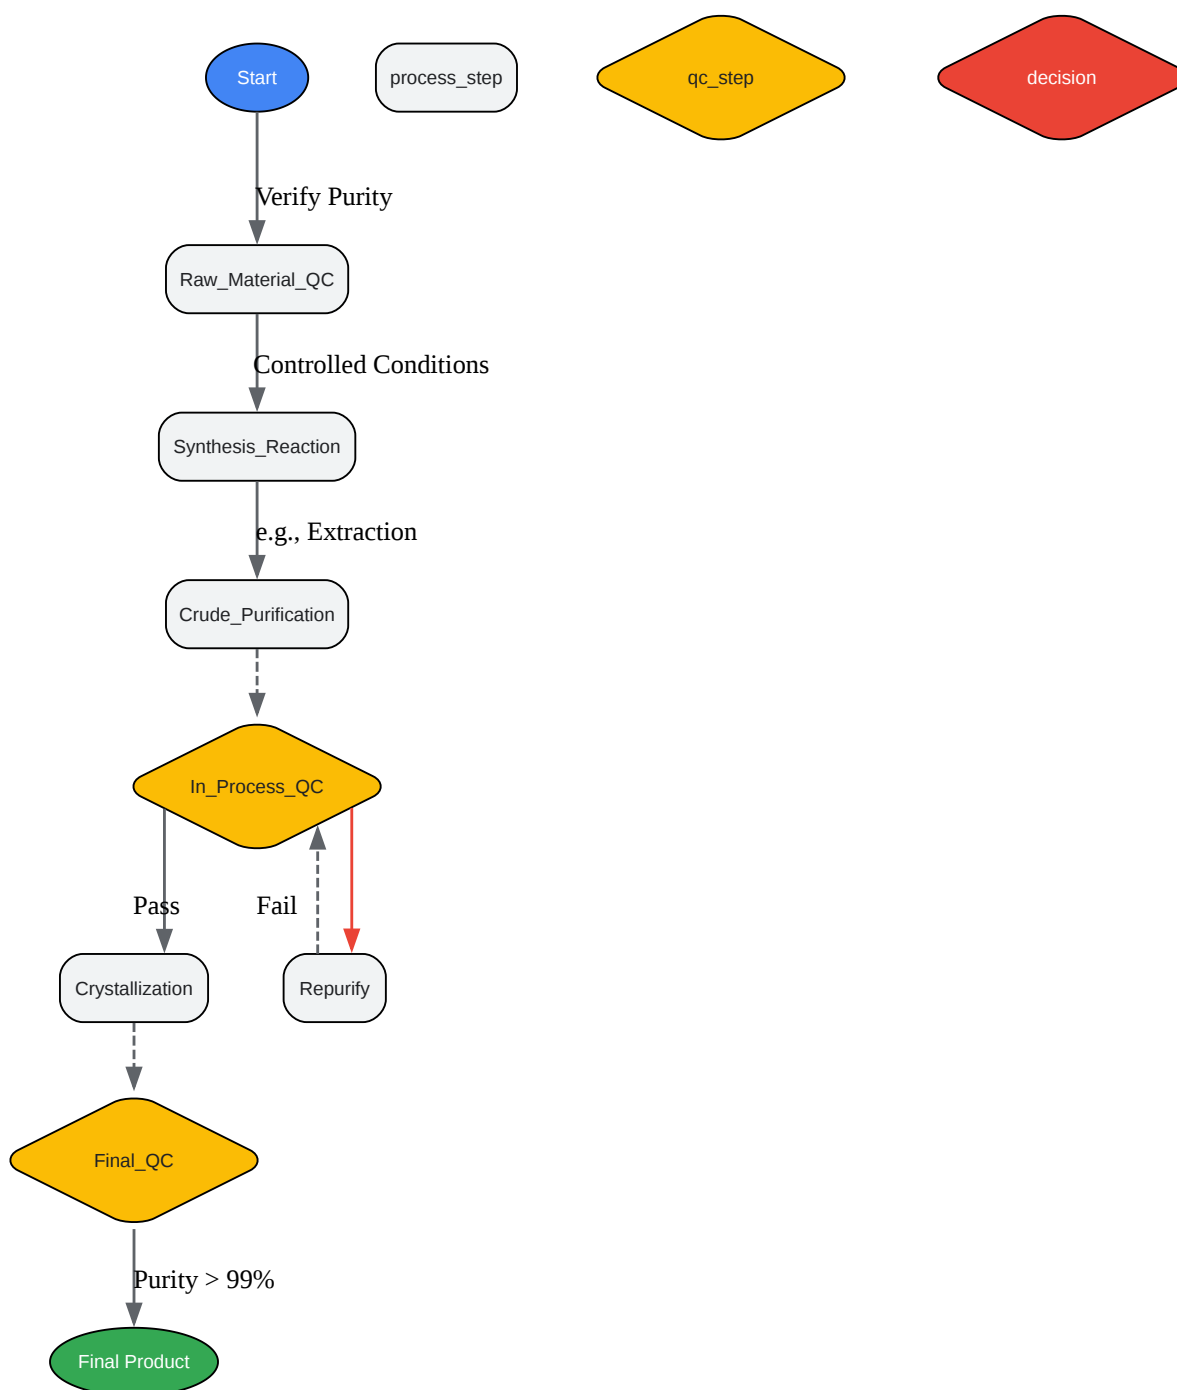 Start
process_step
qc_step
decision
Verify Purity
Raw_Material_QC
Controlled Conditions
Synthesis_Reaction
e.g., Extraction
Crude_Purification
In_Process_QC
Pass
Fail
Crystallization
Repurify
Final_QC
Purity > 99%
Final Product